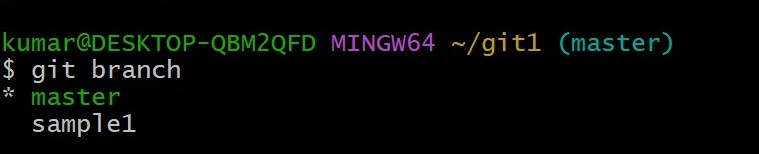 kumar@DESKTOP-QBM2QFD MINGW64 ~/git1 (master)
$ git branch
* master
  sample1